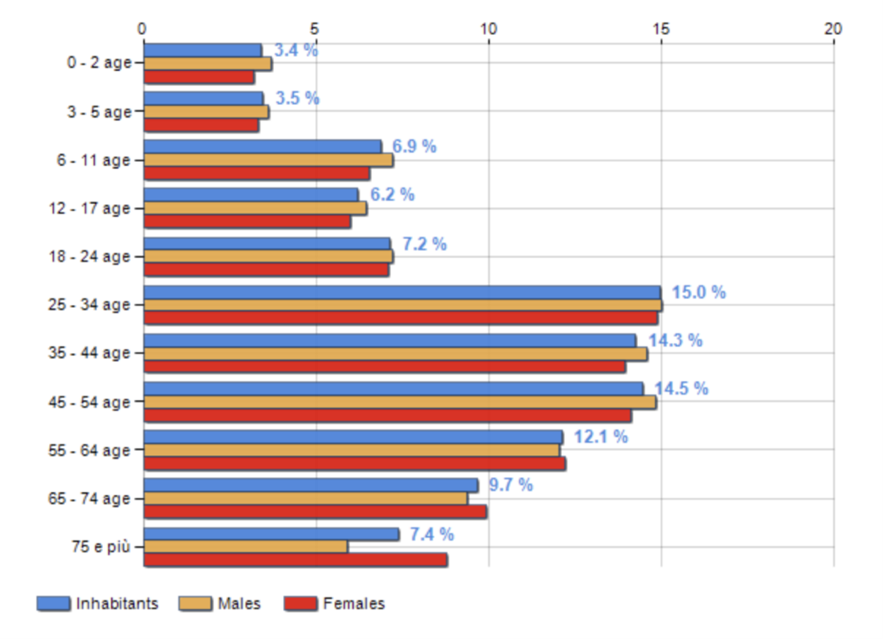 0 5 10 15 20
0 - 2 age 3.4 %
3 - 5 age 3.5 %
6 - 11 age 6.9 %
12 - 17 age 6.2 %
18 - 24 age 7.2 %
25 - 34 age 15.0 %
35 - 44 age 14.3 %
45 - 54 age 14.5 %
55 - 64 age 12.1 %
65 - 74 age 9.7 %
75 e più 7.4 %
Inhabitants Males Females